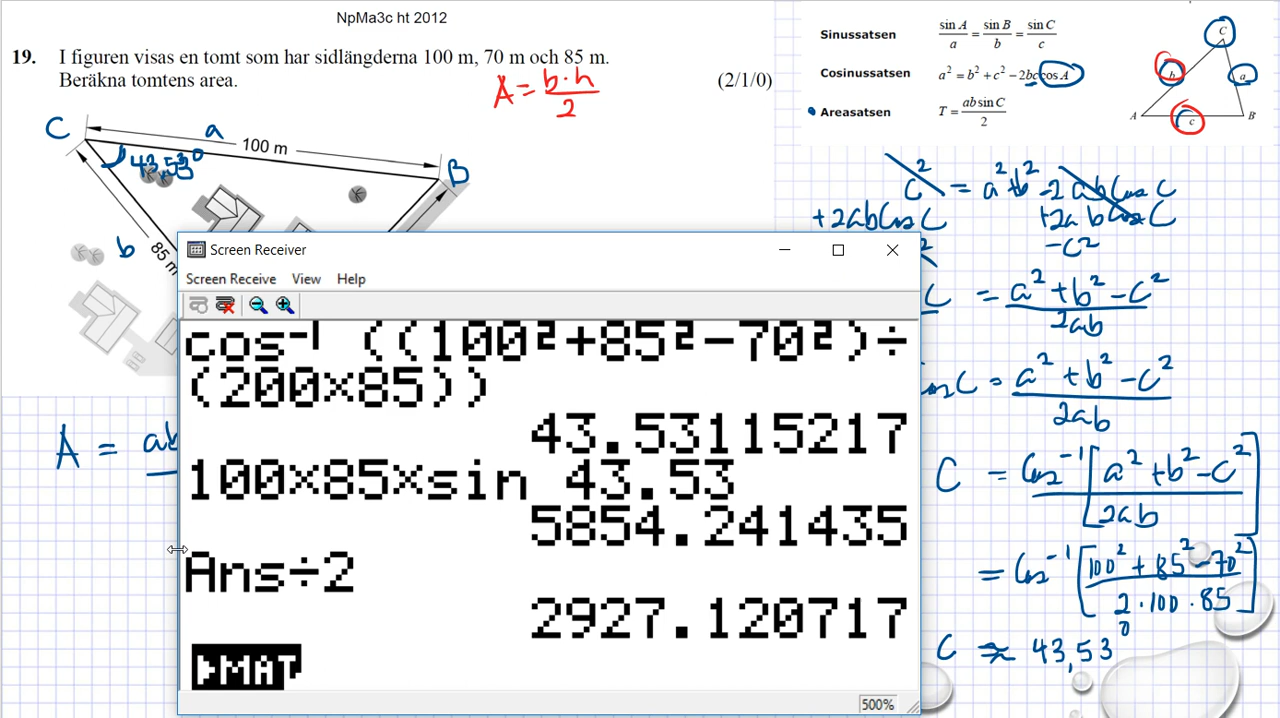 NpMa3c ht 2012
19. I figuren visas en tomt som har sidlängderna 100 m, 70 m och 85 m.
Beräkna tomtens area. (2/1/0)
A = b·h / 2
C
a
100 m
B
43,53°
b
85 m
A = ab
Sinussatsen sin A / a = sin B / b = sin C / c
Cosinussatsen a² = b² + c² − 2bc cos A
Areasatsen T = ab sin C / 2
C
b
a
A
c
B
c² = a² + b² - 2ab Cos C
+2ab Cos C +2ab Cos C
-c²
C = a² + b² - c² / 2ab
C = a² + b² - c² / 2ab
C = Cos⁻¹ [a² + b² - c² / 2ab]
= Cos⁻¹ [100² + 85² - 70² / 2·100·85]
C ≈ 43,53°
Screen Receiver
Screen Receive View Help
cos⁻¹ ((100²+85²−70²)÷
(200×85))
43.53115217
100×85×sin 43.53
5854.241435
Ans÷2
2927.120717
▶MAT
500%